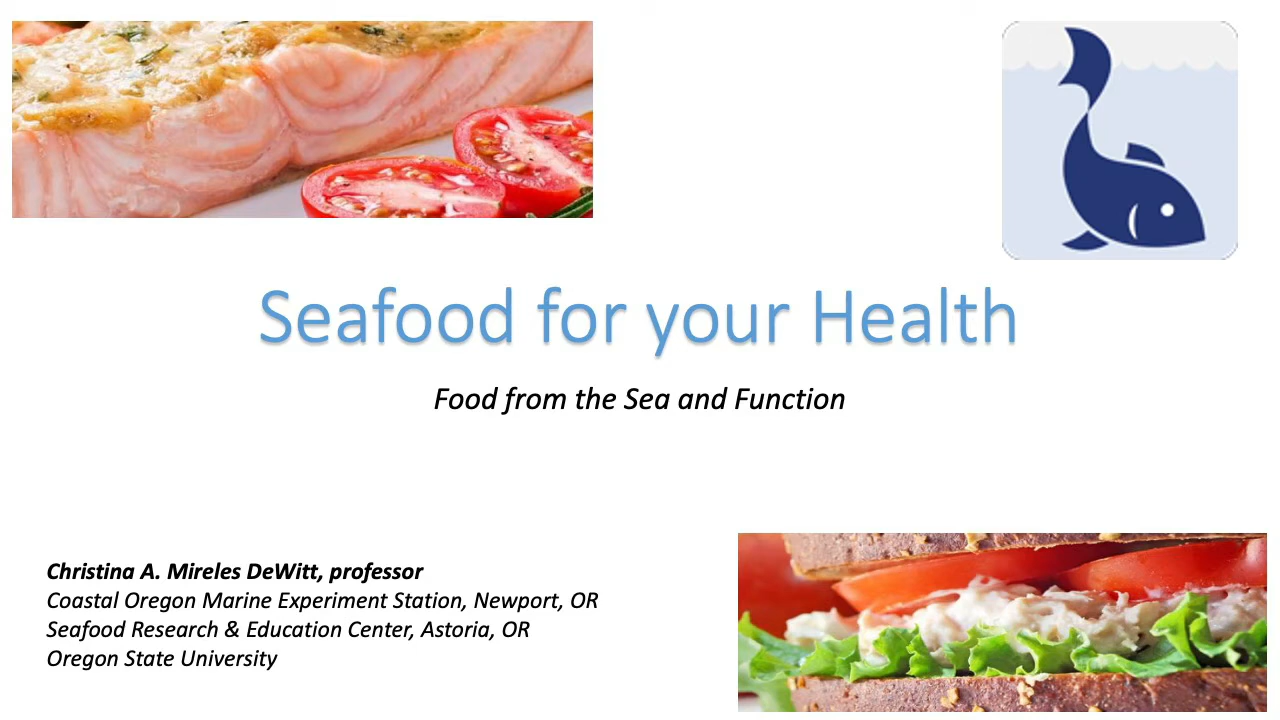 Seafood for your Health
Food from the Sea and Function
Christina A. Mireles DeWitt, professor
Coastal Oregon Marine Experiment Station, Newport, OR
Seafood Research & Education Center, Astoria, OR
Oregon State University